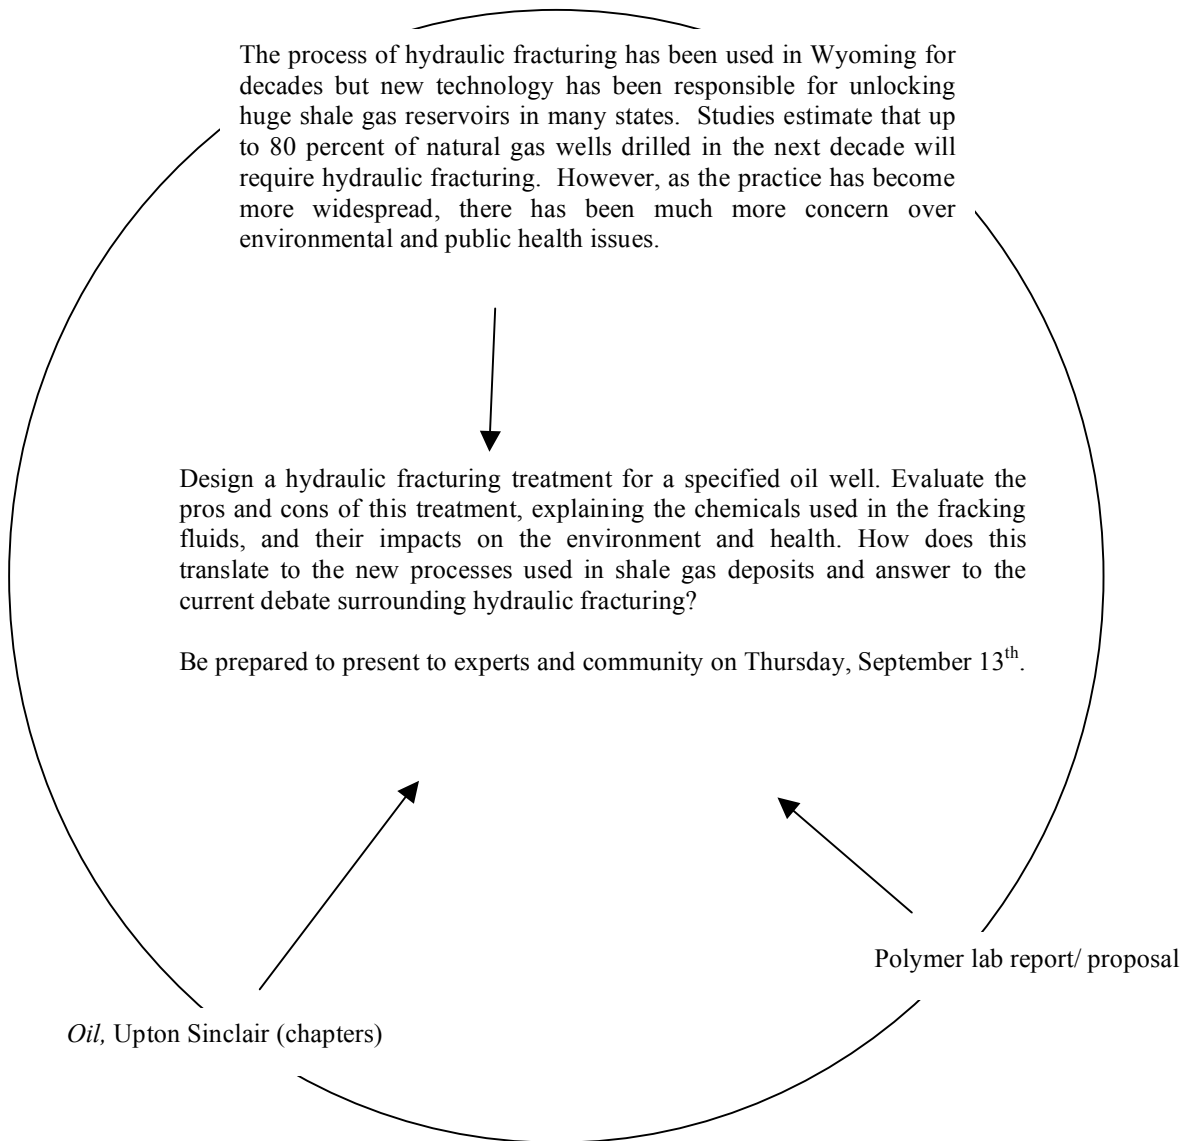 The process of hydraulic fracturing has been used in Wyoming for
decades but new technology has been responsible for unlocking
huge shale gas reservoirs in many states.  Studies estimate that up
to 80 percent of natural gas wells drilled in the next decade will
require hydraulic fracturing.  However, as the practice has become
more widespread, there has been much more concern over
environmental and public health issues.
Design a hydraulic fracturing treatment for a specified oil well. Evaluate the
pros and cons of this treatment, explaining the chemicals used in the fracking
fluids, and their impacts on the environment and health. How does this
translate to the new processes used in shale gas deposits and answer to the
current debate surrounding hydraulic fracturing?
Be prepared to present to experts and community on Thursday, September 13th.
Polymer lab report/ proposal
Oil, Upton Sinclair (chapters)